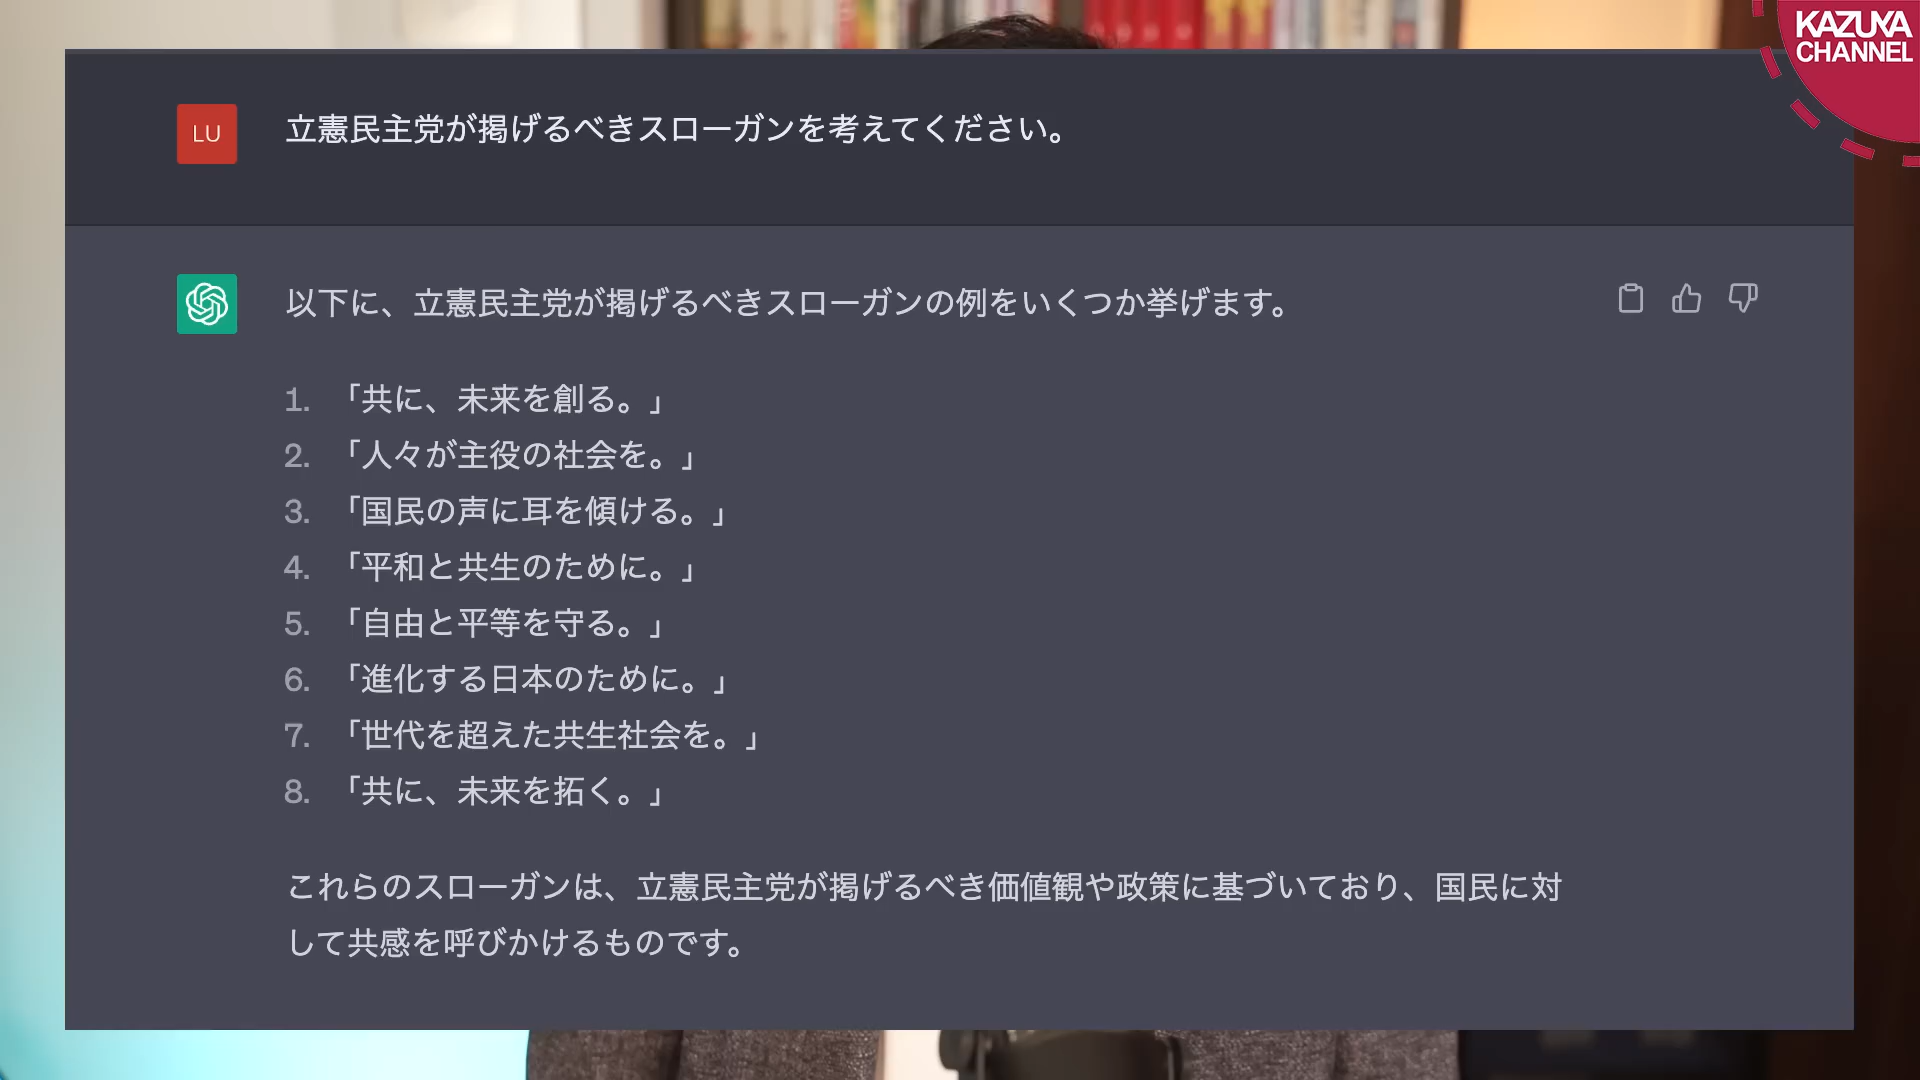 KAZUYA
CHANNEL
LU
立憲民主党が掲げるべきスローガンを考えてください。
以下に、立憲民主党が掲げるべきスローガンの例をいくつか挙げます。
1. 「共に、未来を創る。」
2. 「人々が主役の社会を。」
3. 「国民の声に耳を傾ける。」
4. 「平和と共生のために。」
5. 「自由と平等を守る。」
6. 「進化する日本のために。」
7. 「世代を超えた共生社会を。」
8. 「共に、未来を拓く。」
これらのスローガンは、立憲民主党が掲げるべき価値観や政策に基づいており、国民に対
して共感を呼びかけるものです。